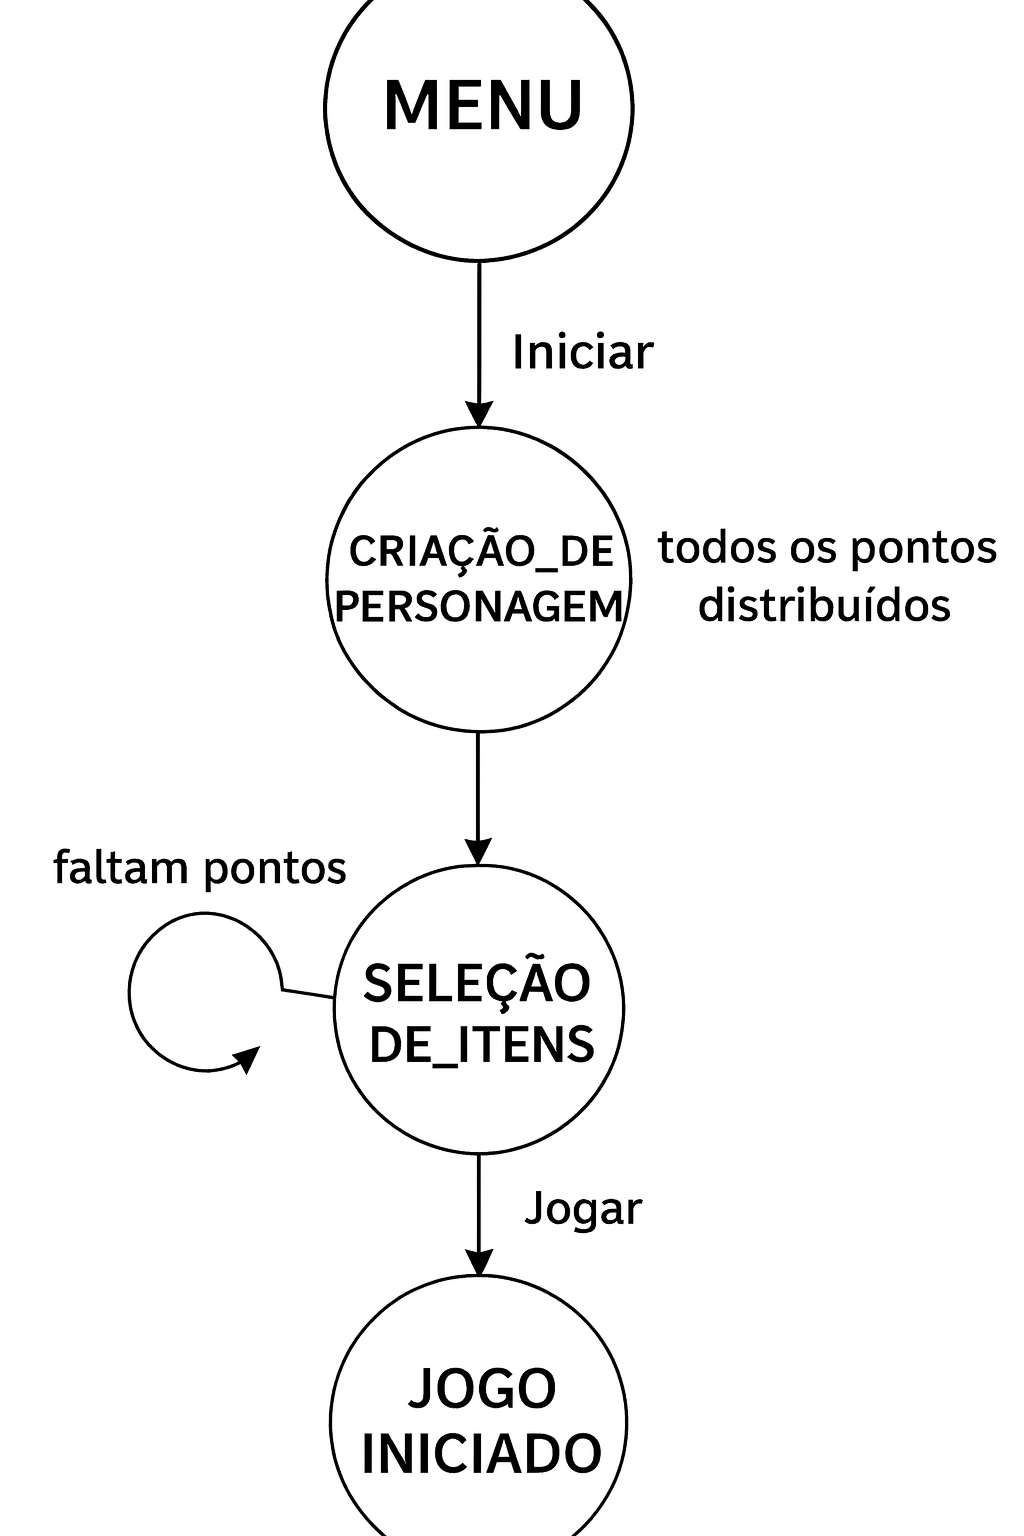 MENU
Iniciar
CRIAÇÃO_DE
PERSONAGEM
todos os pontos
distribuídos
faltam pontos
SELEÇÃO
DE_ITENS
Jogar
JOGO
INICIADO